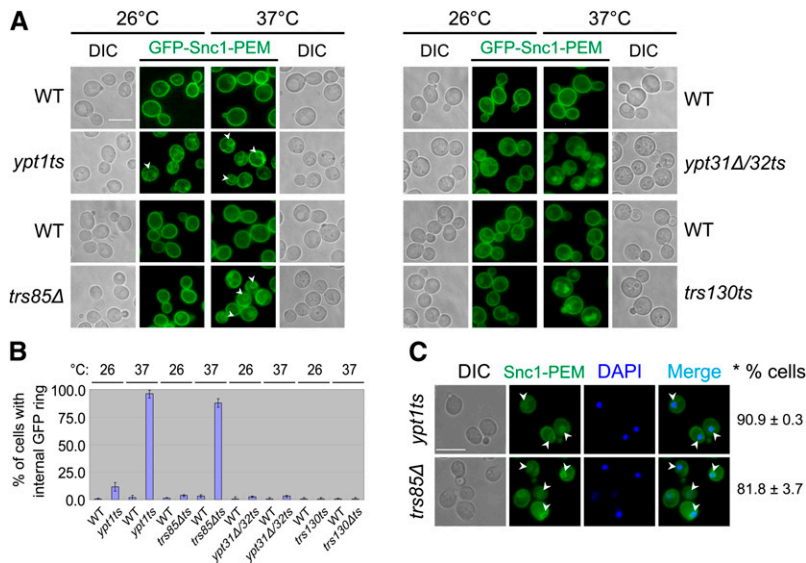 A
26°C 37°C
DIC GFP-Snc1-PEM DIC
WT
ypt1ts
WT
trs85Δ
26°C 37°C
DIC GFP-Snc1-PEM DIC
WT
ypt31Δ/32ts
WT
trs130ts
B
°C: 26 37 26 37 26 37 26 37
% of cells with
internal GFP ring
100.0
75.0
50.0
25.0
0.0
WT ypt1ts WT ypt1ts WT trs85Δts WT trs85Δts WT ypt31Δ/32ts WT ypt31Δ/32ts WT trs130ts WT trs130Δts
C
DIC Snc1-PEM DAPI Merge * % cells
ypt1ts 90.9 ± 0.3
trs85Δ 81.8 ± 3.7